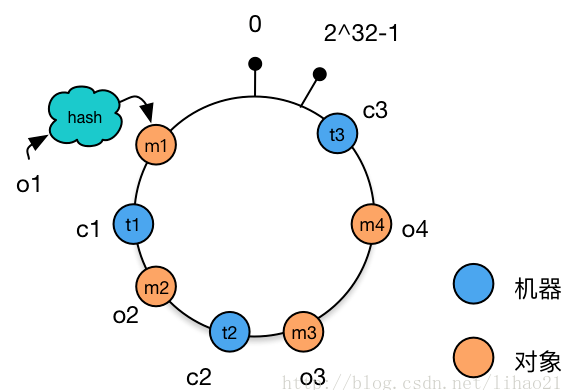 0
2^32-1
hash
c3
t3
m1
o1
c1
t1
m4
o4
m2
o2
t2
m3
c2
o3
机器
对象
http://blog.csdn.net/lihao21